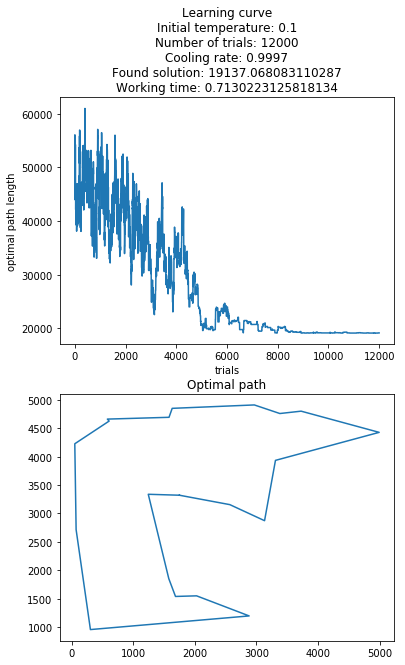 Learning curve
Initial temperature: 0.1
Number of trials: 12000
Cooling rate: 0.9997
Found solution: 19137.068083110287
Working time: 0.7130223125818134
60000
50000
40000
30000
20000
optimal path length
0 2000 4000 6000 8000 10000 12000
trials
Optimal path
5000
4500
4000
3500
3000
2500
2000
1500
1000
0 1000 2000 3000 4000 5000